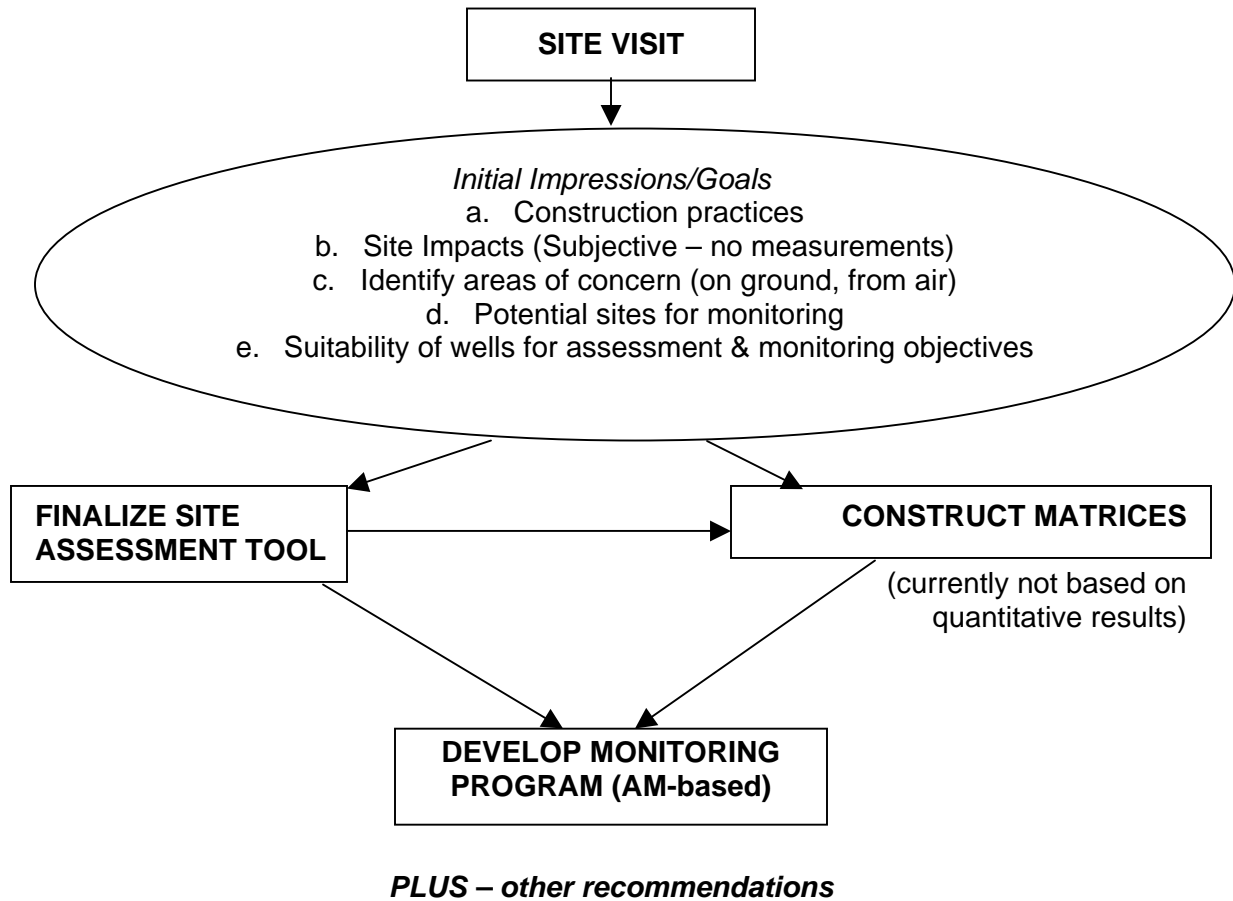 SITE VISIT
Initial Impressions/Goals
a. Construction practices
b. Site Impacts (Subjective – no measurements)
c. Identify areas of concern (on ground, from air)
d. Potential sites for monitoring
e. Suitability of wells for assessment & monitoring objectives
FINALIZE SITE
ASSESSMENT TOOL
CONSTRUCT MATRICES
(currently not based on
quantitative results)
DEVELOP MONITORING
PROGRAM (AM-based)
PLUS – other recommendations